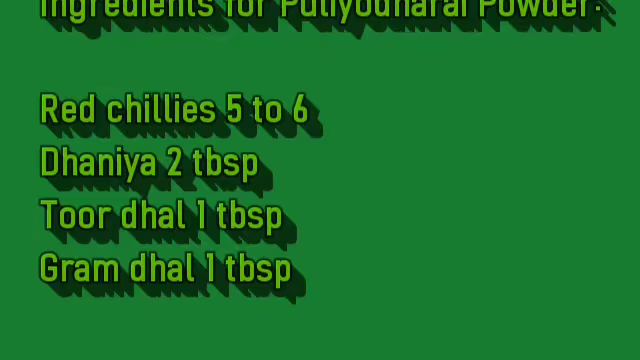 Ingredients for Puliyodharai Powder:
Red chillies 5 to 6
Dhaniya 2 tbsp
Toor dhal 1 tbsp
Gram dhal 1 tbsp